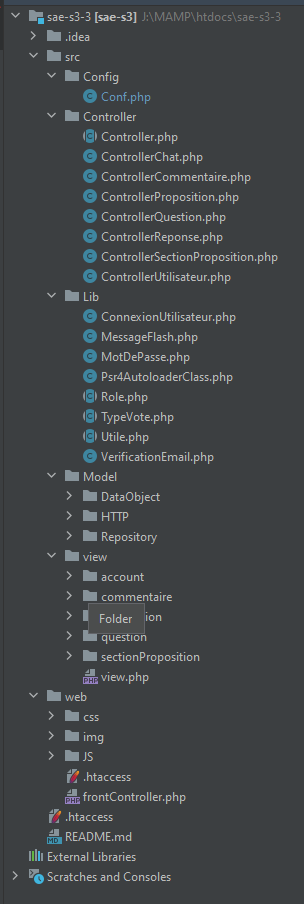 sae-s3-3 [sae-s3] J:\MAMP\htdocs\sae-s3-3
.idea
src
Config
Conf.php
Controller
Controller.php
ControllerChat.php
ControllerCommentaire.php
ControllerProposition.php
ControllerQuestion.php
ControllerReponse.php
ControllerSectionProposition.php
ControllerUtilisateur.php
Lib
ConnexionUtilisateur.php
MessageFlash.php
MotDePasse.php
Psr4AutoloaderClass.php
Role.php
TypeVote.php
Utile.php
VerificationEmail.php
Model
DataObject
HTTP
Repository
view
account
commentaire
Folder
question
sectionProposition
view.php
web
css
img
JS
.htaccess
frontController.php
.htaccess
README.md
External Libraries
Scratches and Consoles